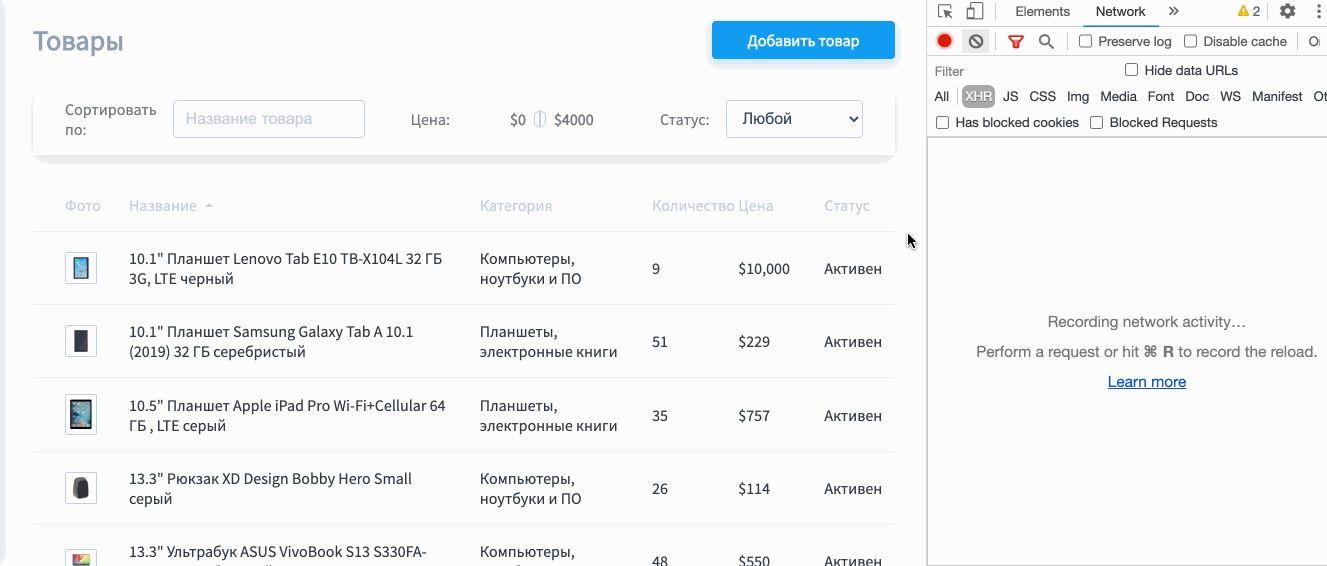 Товары
Добавить товар
Сортировать
по:
Название товара
Цена:
$0
$4000
Статус:
Любой
Фото
Название
Категория
Количество
Цена
Статус
10.1" Планшет Lenovo Tab E10 TB-X104L 32 ГБ
3G, LTE черный
Компьютеры,
ноутбуки и ПО
9
$10,000
Активен
10.1" Планшет Samsung Galaxy Tab A 10.1
(2019) 32 ГБ серебристый
Планшеты,
электронные книги
51
$229
Активен
10.5" Планшет Apple iPad Pro Wi-Fi+Cellular 64
ГБ , LTE серый
Планшеты,
электронные книги
35
$757
Активен
13.3" Рюкзак XD Design Bobby Hero Small
серый
Компьютеры,
ноутбуки и ПО
26
$114
Активен
13.3" Ультрабук ASUS VivoBook S13 S330FA-
Компьютеры,
48
$550
Активен
Elements
Network
2
Preserve log
Disable cache
Filter
Hide data URLs
All
XHR
JS
CSS
Img
Media
Font
Doc
WS
Manifest
Has blocked cookies
Blocked Requests
Recording network activity…
Perform a request or hit ⌘ R to record the reload.
Learn more